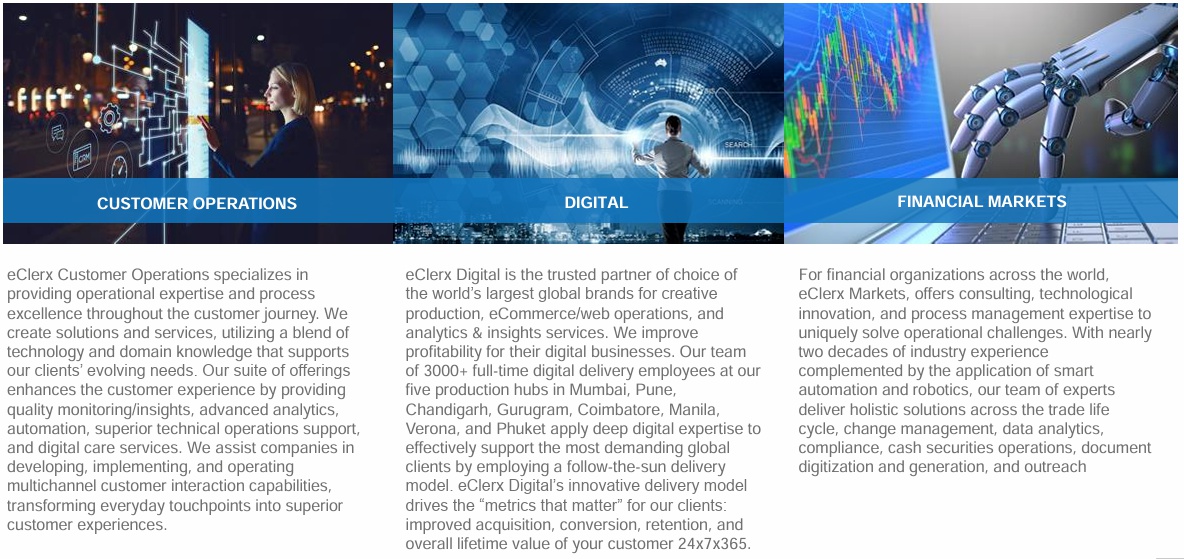 CRM
SEARCH
CUSTOMER OPERATIONS
DIGITAL
FINANCIAL MARKETS
eClerx Customer Operations specializes in
providing operational expertise and process
excellence throughout the customer journey. We
create solutions and services, utilizing a blend of
technology and domain knowledge that supports
our clients’ evolving needs. Our suite of offerings
enhances the customer experience by providing
quality monitoring/insights, advanced analytics,
automation, superior technical operations support,
and digital care services. We assist companies in
developing, implementing, and operating
multichannel customer interaction capabilities,
transforming everyday touchpoints into superior
customer experiences.
eClerx Digital is the trusted partner of choice of
the world’s largest global brands for creative
production, eCommerce/web operations, and
analytics & insights services. We improve
profitability for their digital businesses. Our team
of 3000+ full-time digital delivery employees at our
five production hubs in Mumbai, Pune,
Chandigarh, Gurugram, Coimbatore, Manila,
Verona, and Phuket apply deep digital expertise to
effectively support the most demanding global
clients by employing a follow-the-sun delivery
model. eClerx Digital’s innovative delivery model
drives the “metrics that matter” for our clients:
improved acquisition, conversion, retention, and
overall lifetime value of your customer 24x7x365.
For financial organizations across the world,
eClerx Markets, offers consulting, technological
innovation, and process management expertise to
uniquely solve operational challenges. With nearly
two decades of industry experience
complemented by the application of smart
automation and robotics, our team of experts
deliver holistic solutions across the trade life
cycle, change management, data analytics,
compliance, cash securities operations, document
digitization and generation, and outreach